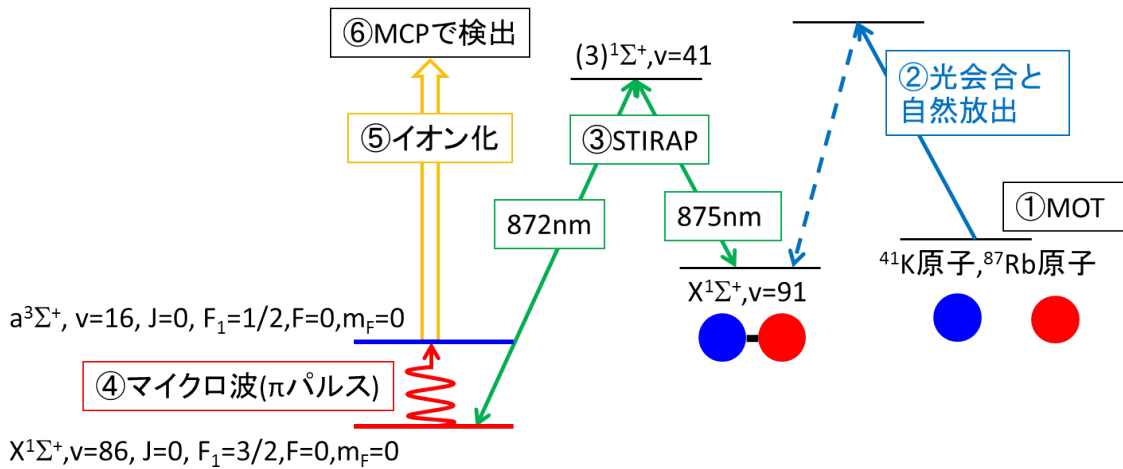 ⑥MCPで検出
(3)¹Σ⁺,v=41
②光会合と
自然放出
⑤イオン化
③STIRAP
①MOT
872nm
875nm
⁴¹K原子,⁸⁷Rb原子
X¹Σ⁺,v=91
a³Σ⁺, v=16, J=0, F₁=1/2,F=0,m_F=0
④マイクロ波(πパルス)
X¹Σ⁺,v=86, J=0, F₁=3/2,F=0,m_F=0